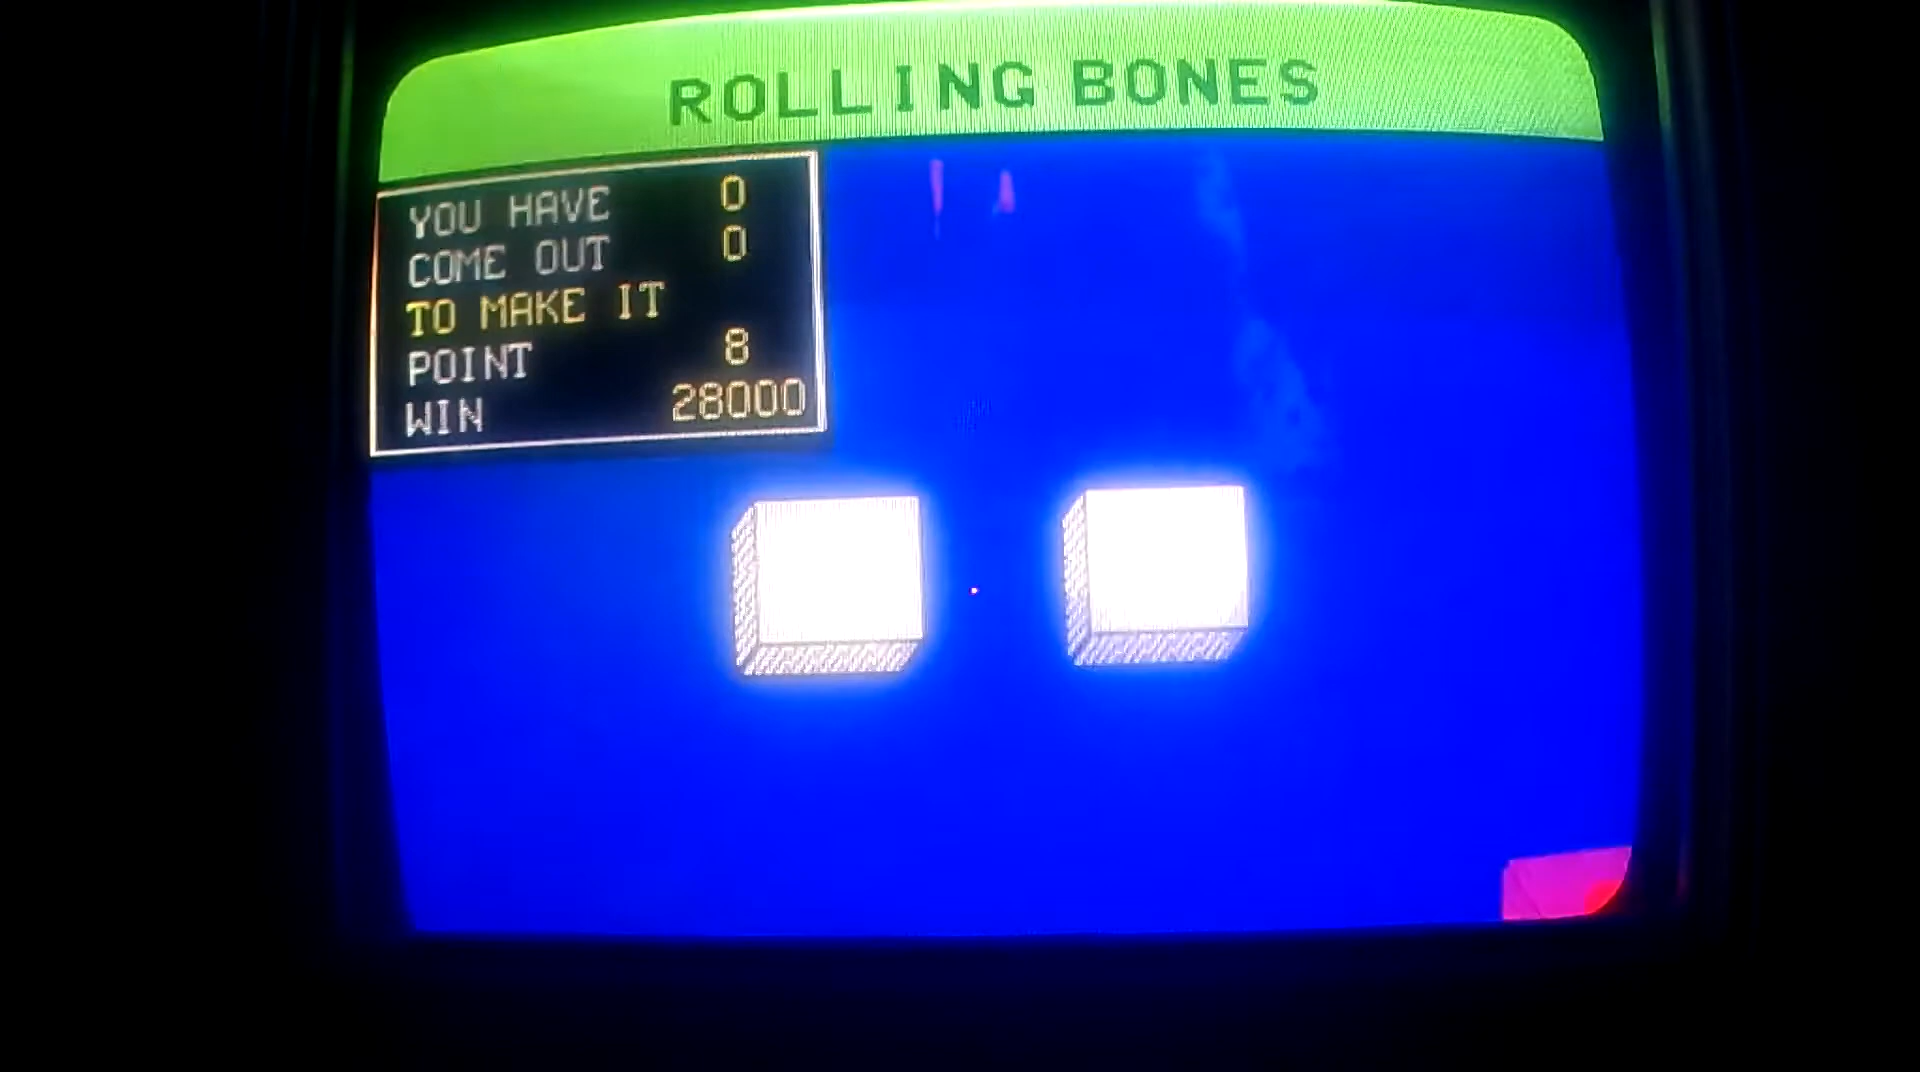 ROLLING BONES
YOU HAVE 0
COME OUT 0
TO MAKE IT
POINT 8
WIN 28000